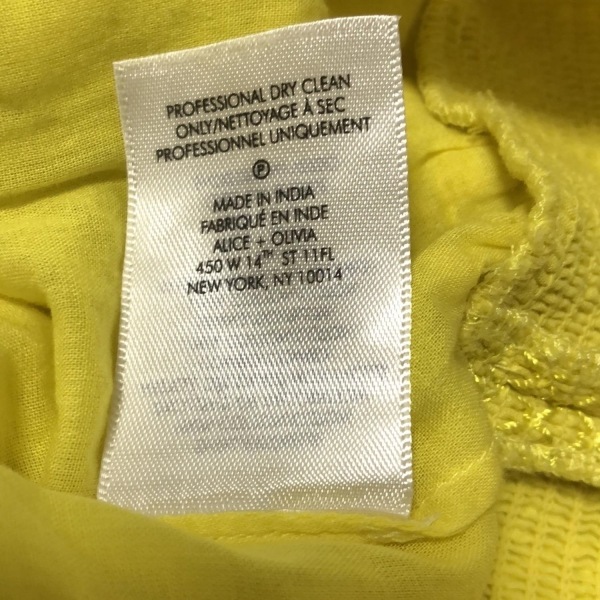 PROFESSIONAL DRY CLEAN
ONLY/NETTOYAGE À SEC
PROFESSIONNEL UNIQUEMENT
Ⓟ
MADE IN INDIA
FABRIQUÉ EN INDE
ALICE + OLIVIA
450 W 14TH ST 11FL
NEW YORK, NY 10014